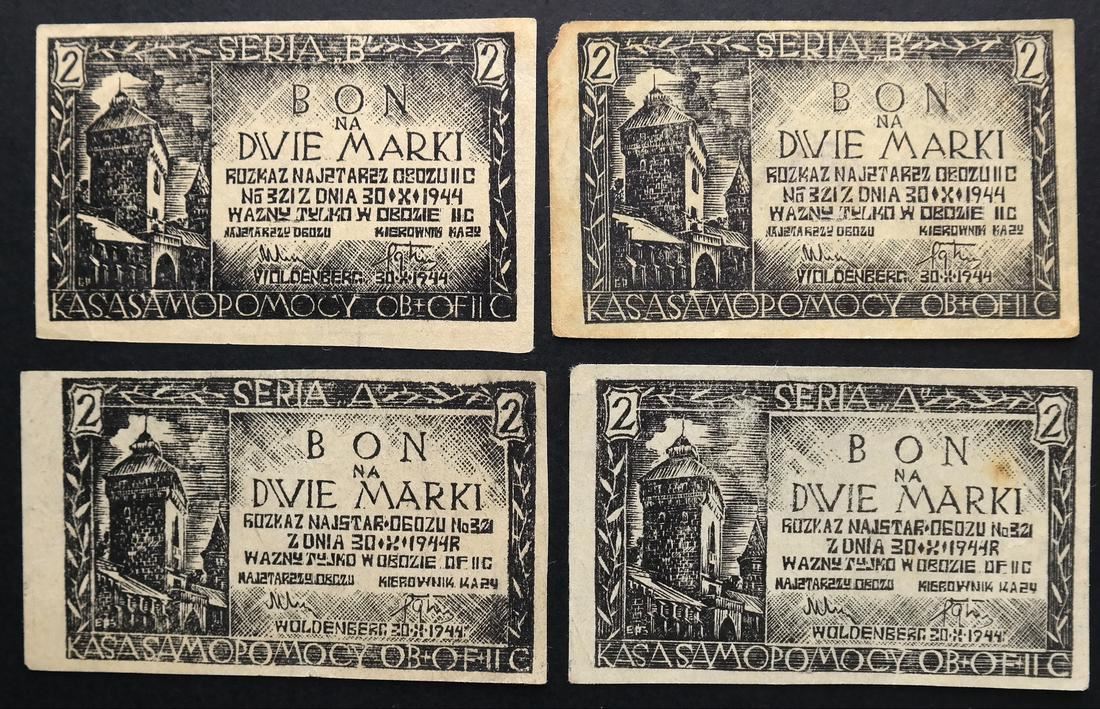 2 SERIA „B” 2
BON
NA
DWIE MARKI
ROZKAZ NAJSTARSZ OBOZU II C
No 321 Z DNIA 30•X•1944
WAZNY TYLKO W OBOZIE II C
NAJSTARSZY OBOZU KIEROWNIK KASY
WOLDENBERG, 30•X•1944
KASA SAMOPOMOCY OB+OF II C
2 SERIA „B” 2
BON
NA
DWIE MARKI
ROZKAZ NAJSTARSZ OBOZU II C
No 321 Z DNIA 30•X•1944
WAZNY TYLKO W OBOZIE II C
NAJSTARSZY OBOZU KIEROWNIK KASY
WOLDENBERG, 30•X•1944
KASA SAMOPOMOCY OB+OF II C
2 SERIA „A” 2
BON
NA
DWIE MARKI
ROZKAZ NAJSTAR•OBOZU No 321
Z DNIA 30•X•1944R
WAZNY TYLKO W OBOZIE OF II C
NAJSTARSZY OBOZU KIEROWNIK KASY
WOLDENBERG 30•X•1944
KASA SAMOPOMOCY OB+OF•II C
2 SERIA „A” 2
BON
NA
DWIE MARKI
ROZKAZ NAJSTAR•OBOZU No 321
Z DNIA 30•X•1944R
WAZNY TYLKO W OBOZIE OF II C
NAJSTARSZY OBOZU KIEROWNIK KASY
WOLDENBERG 30•X•1944
KASA SAMOPOMOCY OB+OF•II C